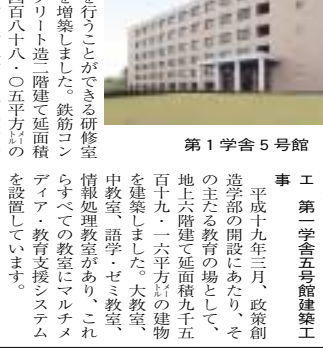 第1学舎5号館
を行うことができる研修室
を増築しました。鉄筋コン
クリート造二階建て延面積
四百八十八・〇五平方メートルの
工　第一学舎五号館建築工
事
　平成十九年三月、政策創
造学部の開設にあたり、そ
の主たる教育の場として、
地上六階建て延面積九千五
百十九・一六平方メートルの建物
を建築しました。大教室、
中教室、語学・ゼミ教室、
情報処理教室があり、これ
らすべての教室にマルチメ
ディア・教育支援システム
を設置しています。